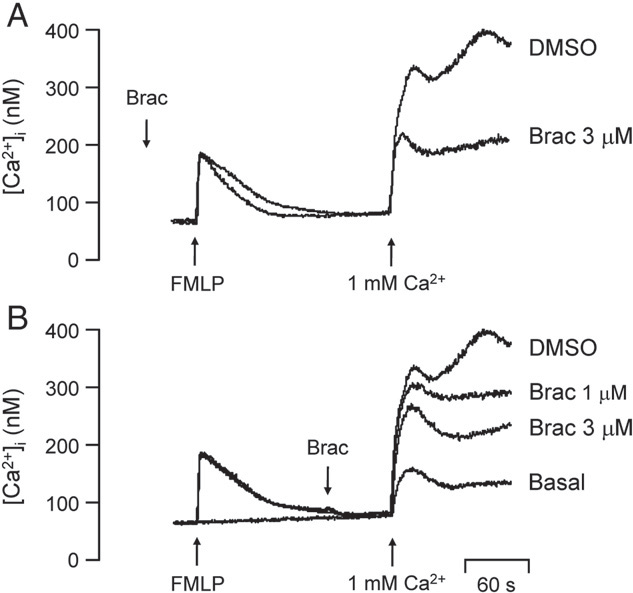 A
400
300
200
100
0
[Ca²⁺]ᵢ (nM)
Brac
DMSO
Brac 3 μM
FMLP
1 mM Ca²⁺
B
400
300
200
100
0
[Ca²⁺]ᵢ (nM)
Brac
DMSO
Brac 1 μM
Brac 3 μM
Basal
FMLP
1 mM Ca²⁺
60 s